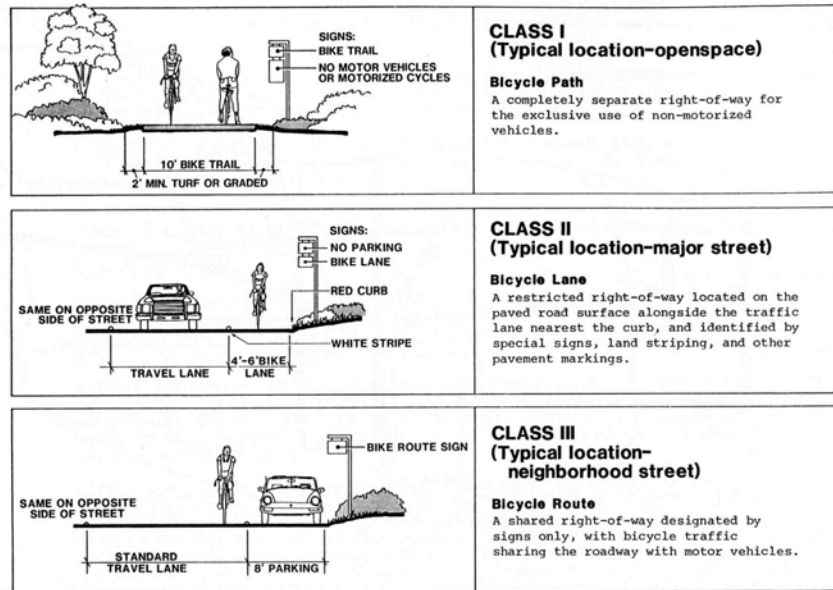 SIGNS:
BIKE TRAIL
NO MOTOR VEHICLES
OR MOTORIZED CYCLES
10' BIKE TRAIL
2' MIN. TURF OR GRADED
CLASS I
(Typical location-openspace)
Bicycle Path
A completely separate right-of-way for
the exclusive use of non-motorized
vehicles.
SIGNS:
NO PARKING
BIKE LANE
RED CURB
SAME ON OPPOSITE
SIDE OF STREET
WHITE STRIPE
4'-6' BIKE
TRAVEL LANE LANE
CLASS II
(Typical location-major street)
Bicycle Lane
A restricted right-of-way located on the
paved road surface alongside the traffic
lane nearest the curb, and identified by
special signs, land striping, and other
pavement markings.
BIKE ROUTE SIGN
SAME ON OPPOSITE
SIDE OF STREET
STANDARD
TRAVEL LANE 8' PARKING
CLASS III
(Typical location-
neighborhood street)
Bicycle Route
A shared right-of-way designated by
signs only, with bicycle traffic
sharing the roadway with motor vehicles.